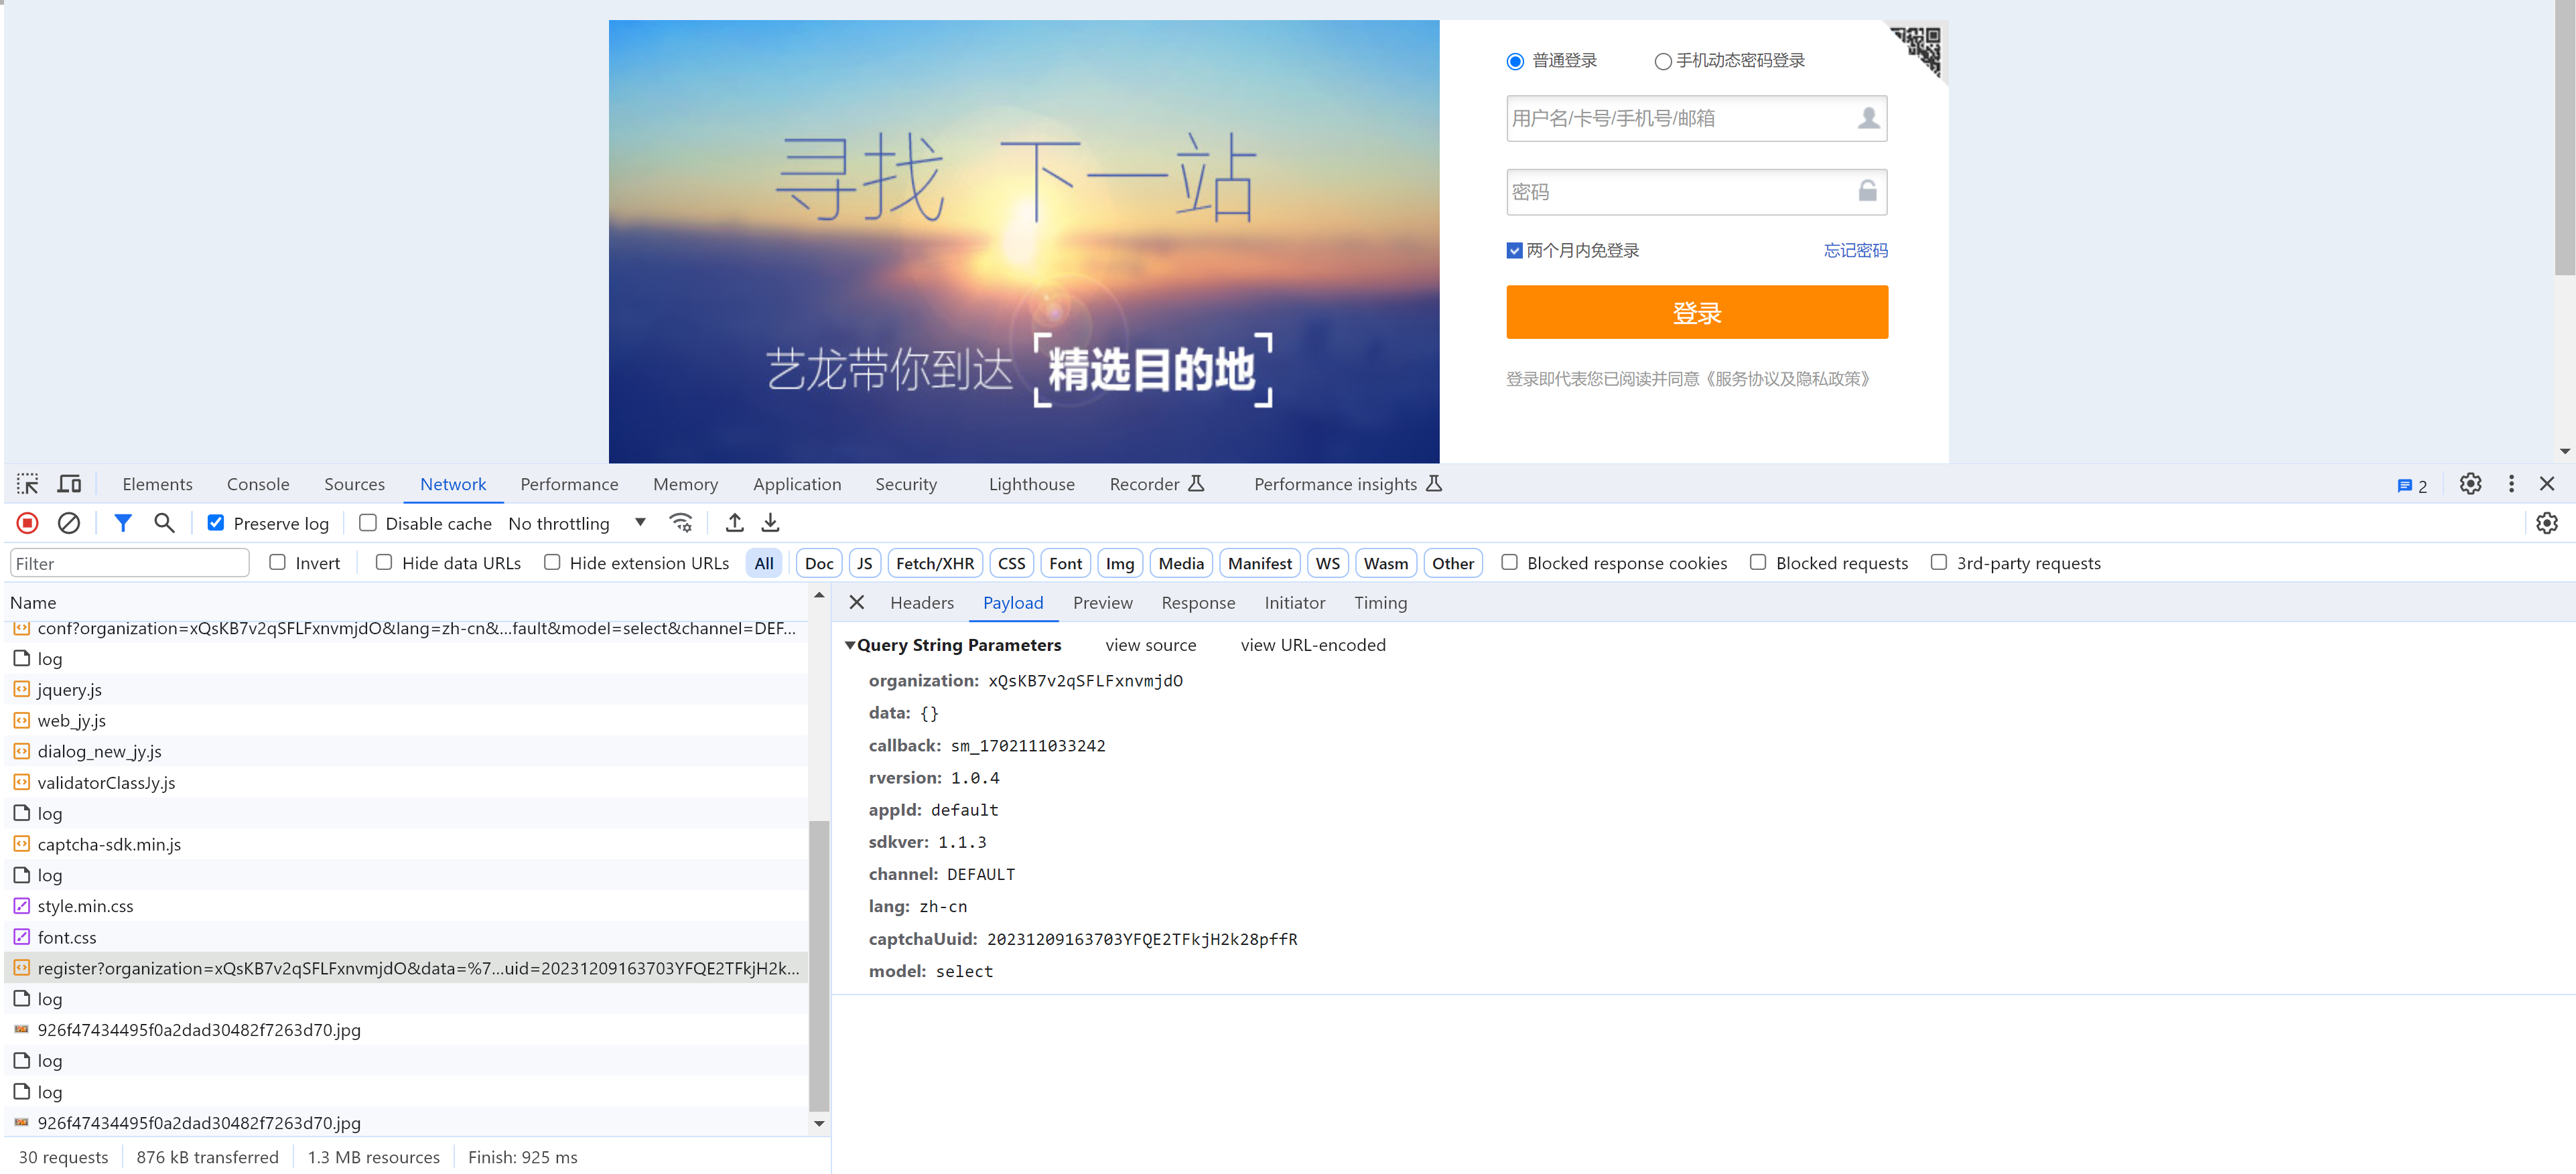 普通登录 手机动态密码登录
用户名/卡号/手机号/邮箱
密码
两个月内免登录 忘记密码
登录
登录即代表您已阅读并同意《服务协议及隐私政策》
寻找 下一站
艺龙带你到达 精选目的地
Elements Console Sources Network Performance Memory Application Security Lighthouse Recorder Performance insights 2
Preserve log Disable cache No throttling
Filter Invert Hide data URLs Hide extension URLs All Doc JS Fetch/XHR CSS Font Img Media Manifest WS Wasm Other Blocked response cookies Blocked requests 3rd-party requests
Name
conf?organization=xQsKB7v2qSFLFxnvmjdO&lang=zh-cn&...fault&model=select&channel=DEF...
log
jquery.js
web_jy.js
dialog_new_jy.js
validatorClassJy.js
log
captcha-sdk.min.js
log
style.min.css
font.css
register?organization=xQsKB7v2qSFLFxnvmjdO&data=%7...uid=20231209163703YFQE2TFkjH2k...
log
926f47434495f0a2dad30482f7263d70.jpg
log
log
926f47434495f0a2dad30482f7263d70.jpg
30 requests 876 kB transferred 1.3 MB resources Finish: 925 ms
Headers Payload Preview Response Initiator Timing
Query String Parameters view source view URL-encoded
organization: xQsKB7v2qSFLFxnvmjdO
data: {}
callback: sm_1702111033242
rversion: 1.0.4
appId: default
sdkver: 1.1.3
channel: DEFAULT
lang: zh-cn
captchaUuid: 20231209163703YFQE2TFkjH2k28pffR
model: select